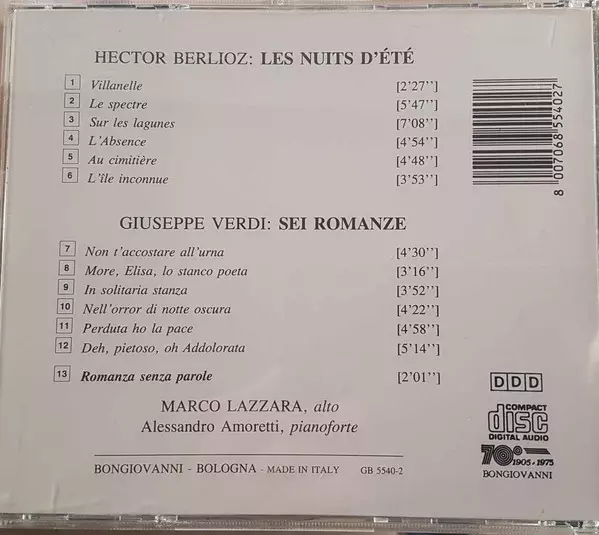 HECTOR BERLIOZ: LES NUITS D'ÉTÉ
1 Villanelle [2'27'']
2 Le spectre [5'47'']
3 Sur les lagunes [7'08'']
4 L'Absence [4'54'']
5 Au cimitière [4'48'']
6 L'île inconnue [3'53'']
8 007068 554027
GIUSEPPE VERDI: SEI ROMANZE
7 Non t'accostare all'urna [4'30'']
8 More, Elisa, lo stanco poeta [3'16'']
9 In solitaria stanza [3'52'']
10 Nell'orror di notte oscura [4'22'']
11 Perduta ho la pace [4'58'']
12 Deh, pietoso, oh Addolorata [5'14'']
13 Romanza senza parole [2'01'']
MARCO LAZZARA, alto
Alessandro Amoretti, pianoforte
BONGIOVANNI - BOLOGNA - MADE IN ITALY GB 5540-2
DDD
COMPACT
disc
DIGITAL AUDIO
70° 1905-1975
BONGIOVANNI